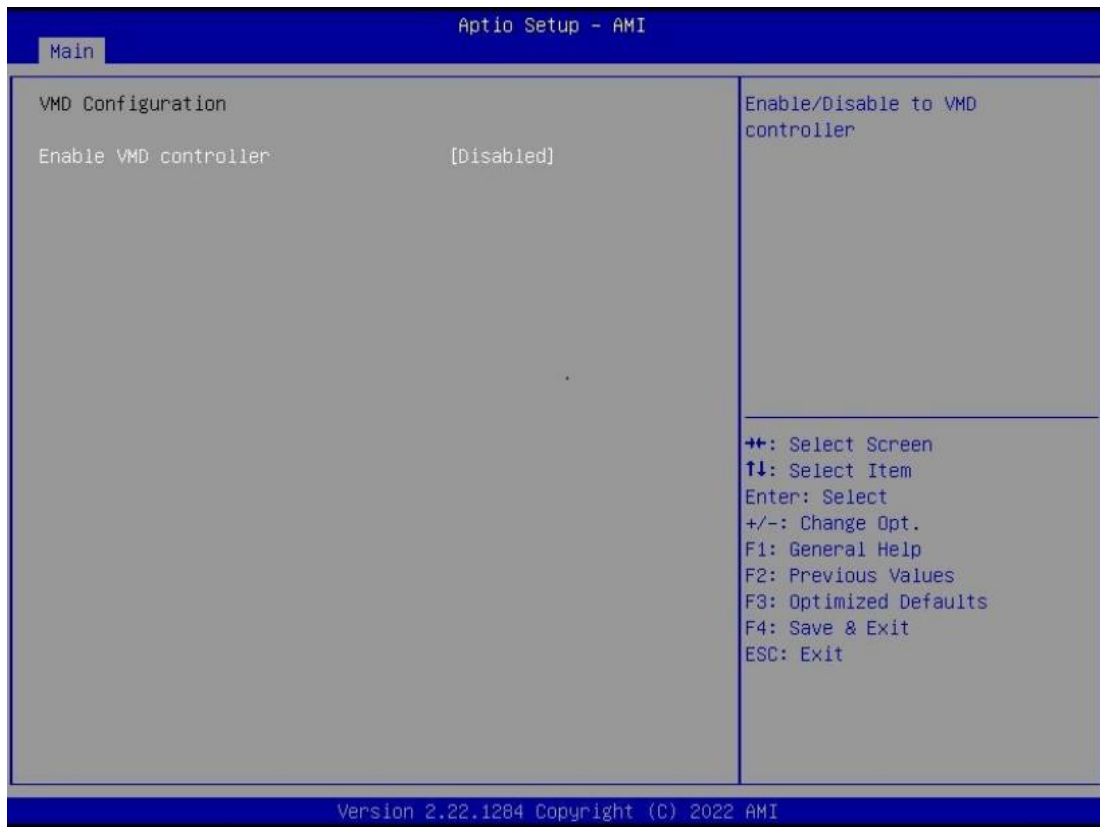 Aptio Setup – AMI
Main
VMD Configuration
Enable VMD controller [Disabled]
Enable/Disable to VMD
controller
→←: Select Screen
↑↓: Select Item
Enter: Select
+/-: Change Opt.
F1: General Help
F2: Previous Values
F3: Optimized Defaults
F4: Save & Exit
ESC: Exit
Version 2.22.1284 Copyright (C) 2022 AMI